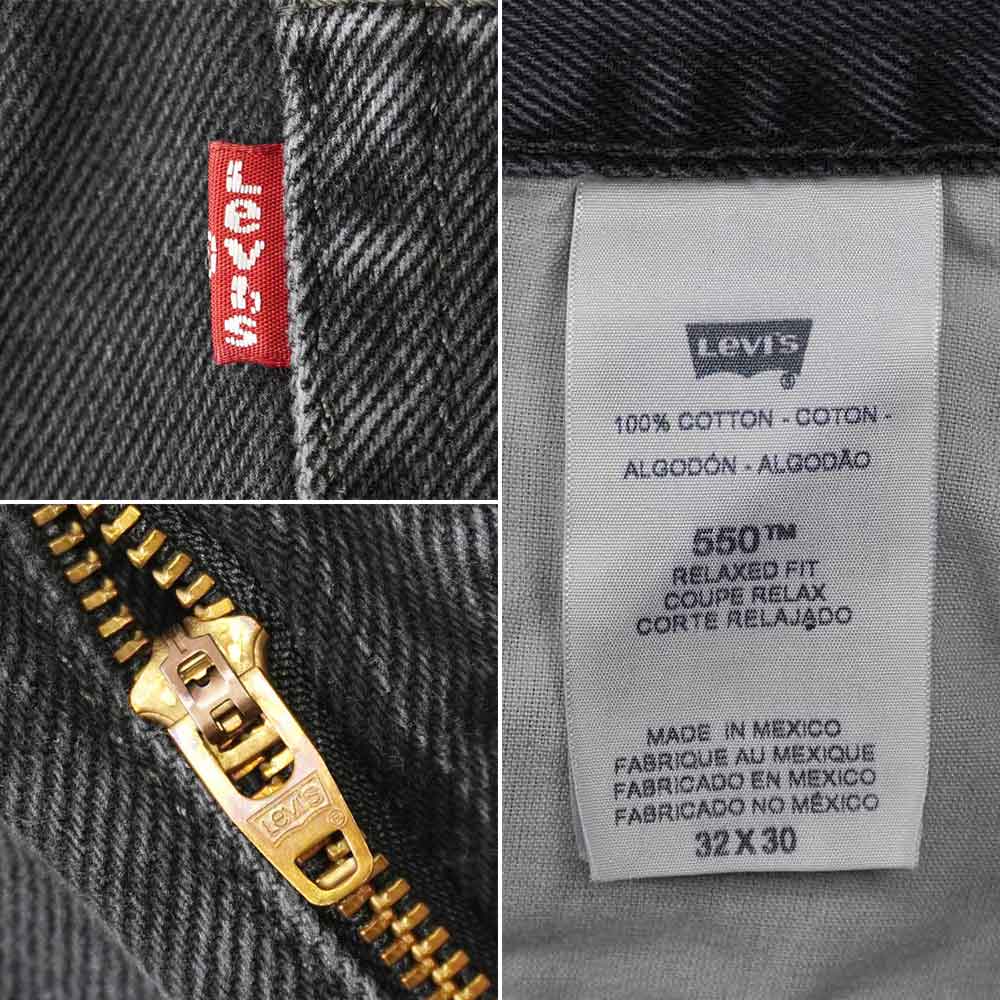 Levi's
®
LEVI'S
®
LEVI'S
®
100% COTTON - COTON -
ALGODÓN - ALGODÃO
550™
RELAXED FIT
COUPE RELAX
CORTE RELAJADO
MADE IN MEXICO
FABRIQUE AU MEXIQUE
FABRICADO EN MEXICO
FABRICADO NO MÉXICO
32 X 30